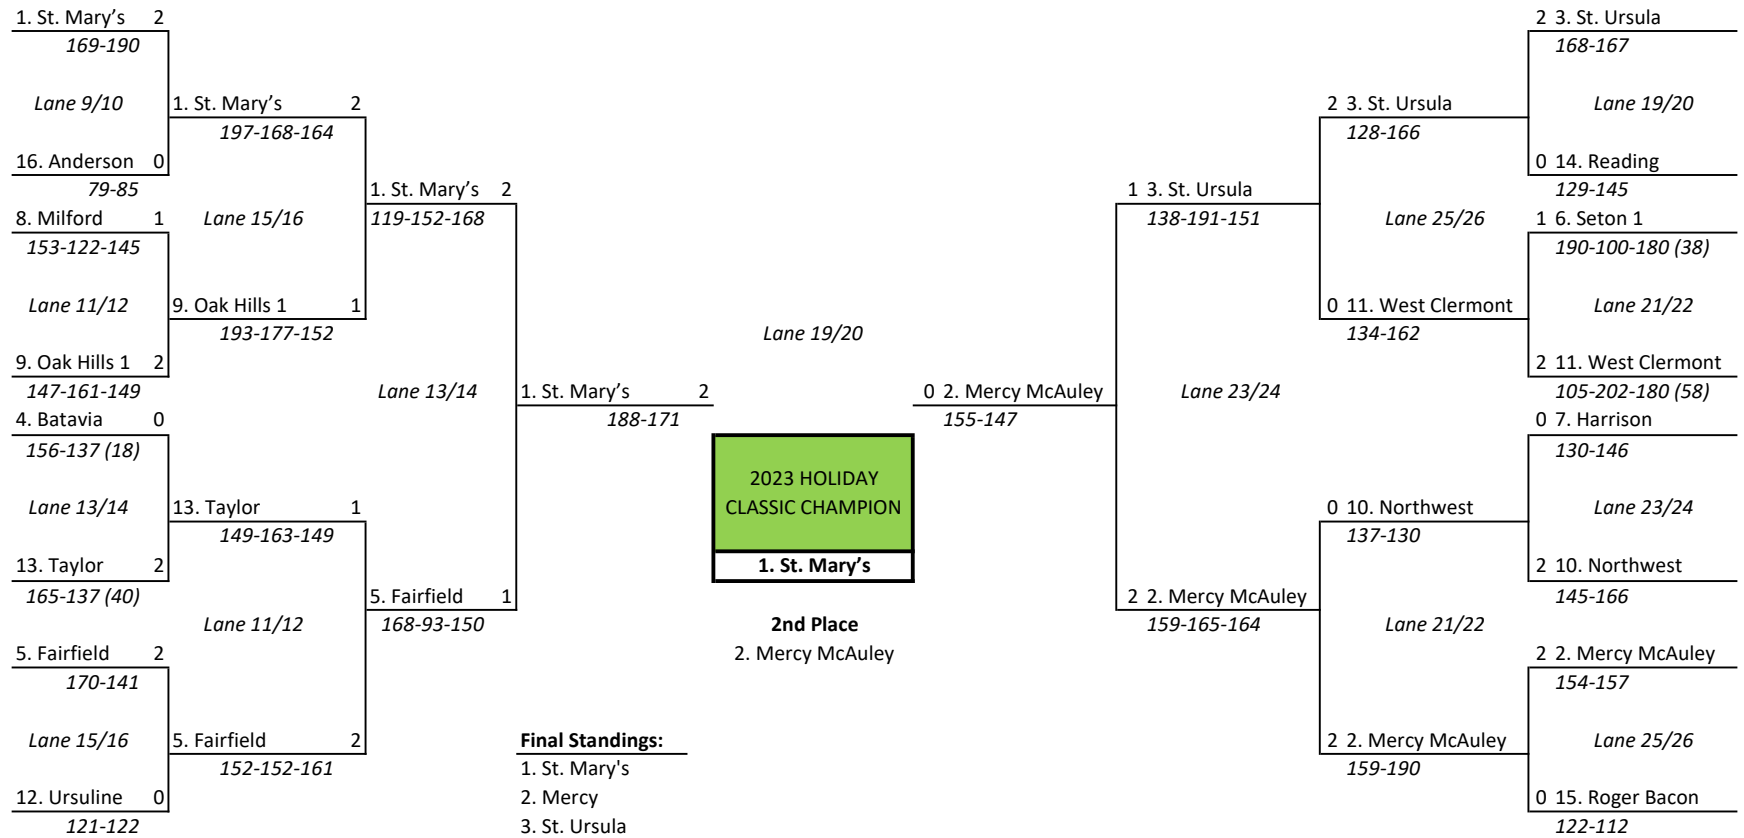 1. St. Mary’s 2
169-190
Lane 9/10
16. Anderson 0
79-85
8. Milford 1
153-122-145
Lane 11/12
9. Oak Hills 1 2
147-161-149
4. Batavia 0
156-137 (18)
Lane 13/14
13. Taylor 2
165-137 (40)
5. Fairfield 2
170-141
Lane 15/16
12. Ursuline 0
121-122
1. St. Mary’s 2
197-168-164
Lane 15/16
9. Oak Hills 1 1
193-177-152
13. Taylor 1
149-163-149
Lane 11/12
5. Fairfield 2
152-152-161
1. St. Mary’s 2
119-152-168
Lane 13/14
5. Fairfield 1
168-93-150
1. St. Mary’s 2
188-171
Lane 19/20
2023 HOLIDAY
CLASSIC CHAMPION
1. St. Mary’s
2nd Place
2. Mercy McAuley
Final Standings:
1. St. Mary's
2. Mercy
3. St. Ursula
0 2. Mercy McAuley
155-147
1 3. St. Ursula
138-191-151
Lane 23/24
2 2. Mercy McAuley
159-165-164
2 3. St. Ursula
128-166
Lane 25/26
0 11. West Clermont
134-162
0 10. Northwest
137-130
Lane 21/22
2 2. Mercy McAuley
159-190
2 3. St. Ursula
168-167
Lane 19/20
0 14. Reading
129-145
1 6. Seton 1
190-100-180 (38)
Lane 21/22
2 11. West Clermont
105-202-180 (58)
0 7. Harrison
130-146
Lane 23/24
2 10. Northwest
145-166
2 2. Mercy McAuley
154-157
Lane 25/26
0 15. Roger Bacon
122-112